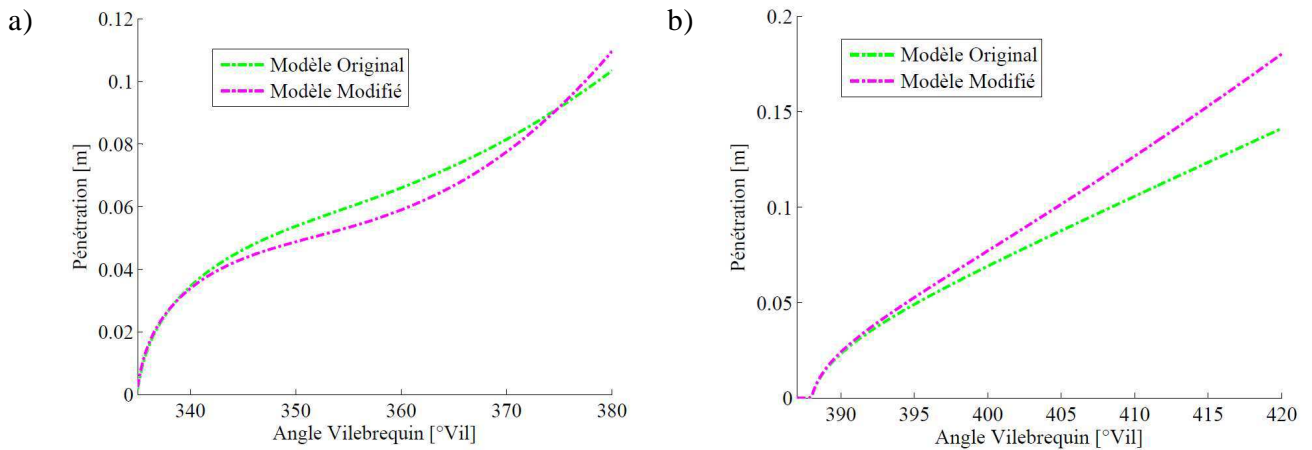 a)
0.12
0.1
0.08
0.06
0.04
0.02
0
Pénétration [m]
Modèle Original
Modèle Modifié
340 350 360 370 380
Angle Vilebrequin [°Vil]
b)
0.2
0.15
0.1
0.05
0
Pénétration [m]
Modèle Original
Modèle Modifié
390 395 400 405 410 415 420
Angle Vilebrequin [°Vil]